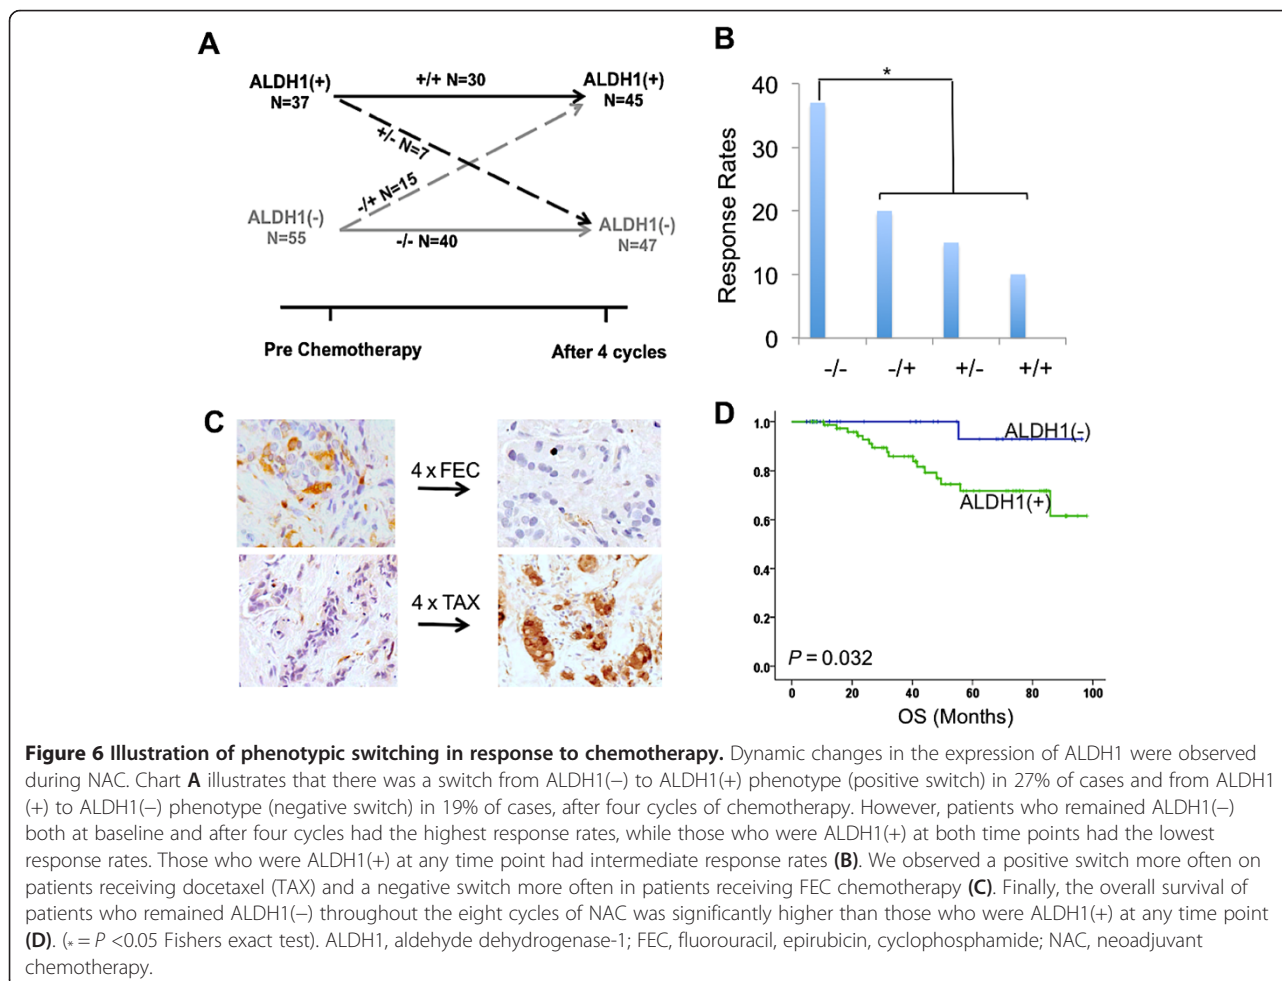 A
ALDH1(+)
N=37
+/+ N=30
ALDH1(+)
N=45
+/- N=7
-/+ N=15
ALDH1(-)
N=55
-/- N=40
ALDH1(-)
N=47
Pre Chemotherapy
After 4 cycles
B
*
Response Rates
40
30
20
10
0
-/-
-/+
+/-
+/+
C
4 x FEC
4 x TAX
D
1.0
0.8
0.6
0.4
0.2
0.0
ALDH1(-)
ALDH1(+)
P = 0.032
0
20
40
60
80
100
OS (Months)
Figure 6 Illustration of phenotypic switching in response to chemotherapy. Dynamic changes in the expression of ALDH1 were observed
during NAC. Chart A illustrates that there was a switch from ALDH1(−) to ALDH1(+) phenotype (positive switch) in 27% of cases and from ALDH1
(+) to ALDH1(−) phenotype (negative switch) in 19% of cases, after four cycles of chemotherapy. However, patients who remained ALDH1(−)
both at baseline and after four cycles had the highest response rates, while those who were ALDH1(+) at both time points had the lowest
response rates. Those who were ALDH1(+) at any time point had intermediate response rates (B). We observed a positive switch more often on
patients receiving docetaxel (TAX) and a negative switch more often in patients receiving FEC chemotherapy (C). Finally, the overall survival of
patients who remained ALDH1(−) throughout the eight cycles of NAC was significantly higher than those who were ALDH1(+) at any time point
(D). (* = P <0.05 Fishers exact test). ALDH1, aldehyde dehydrogenase-1; FEC, fluorouracil, epirubicin, cyclophosphamide; NAC, neoadjuvant
chemotherapy.